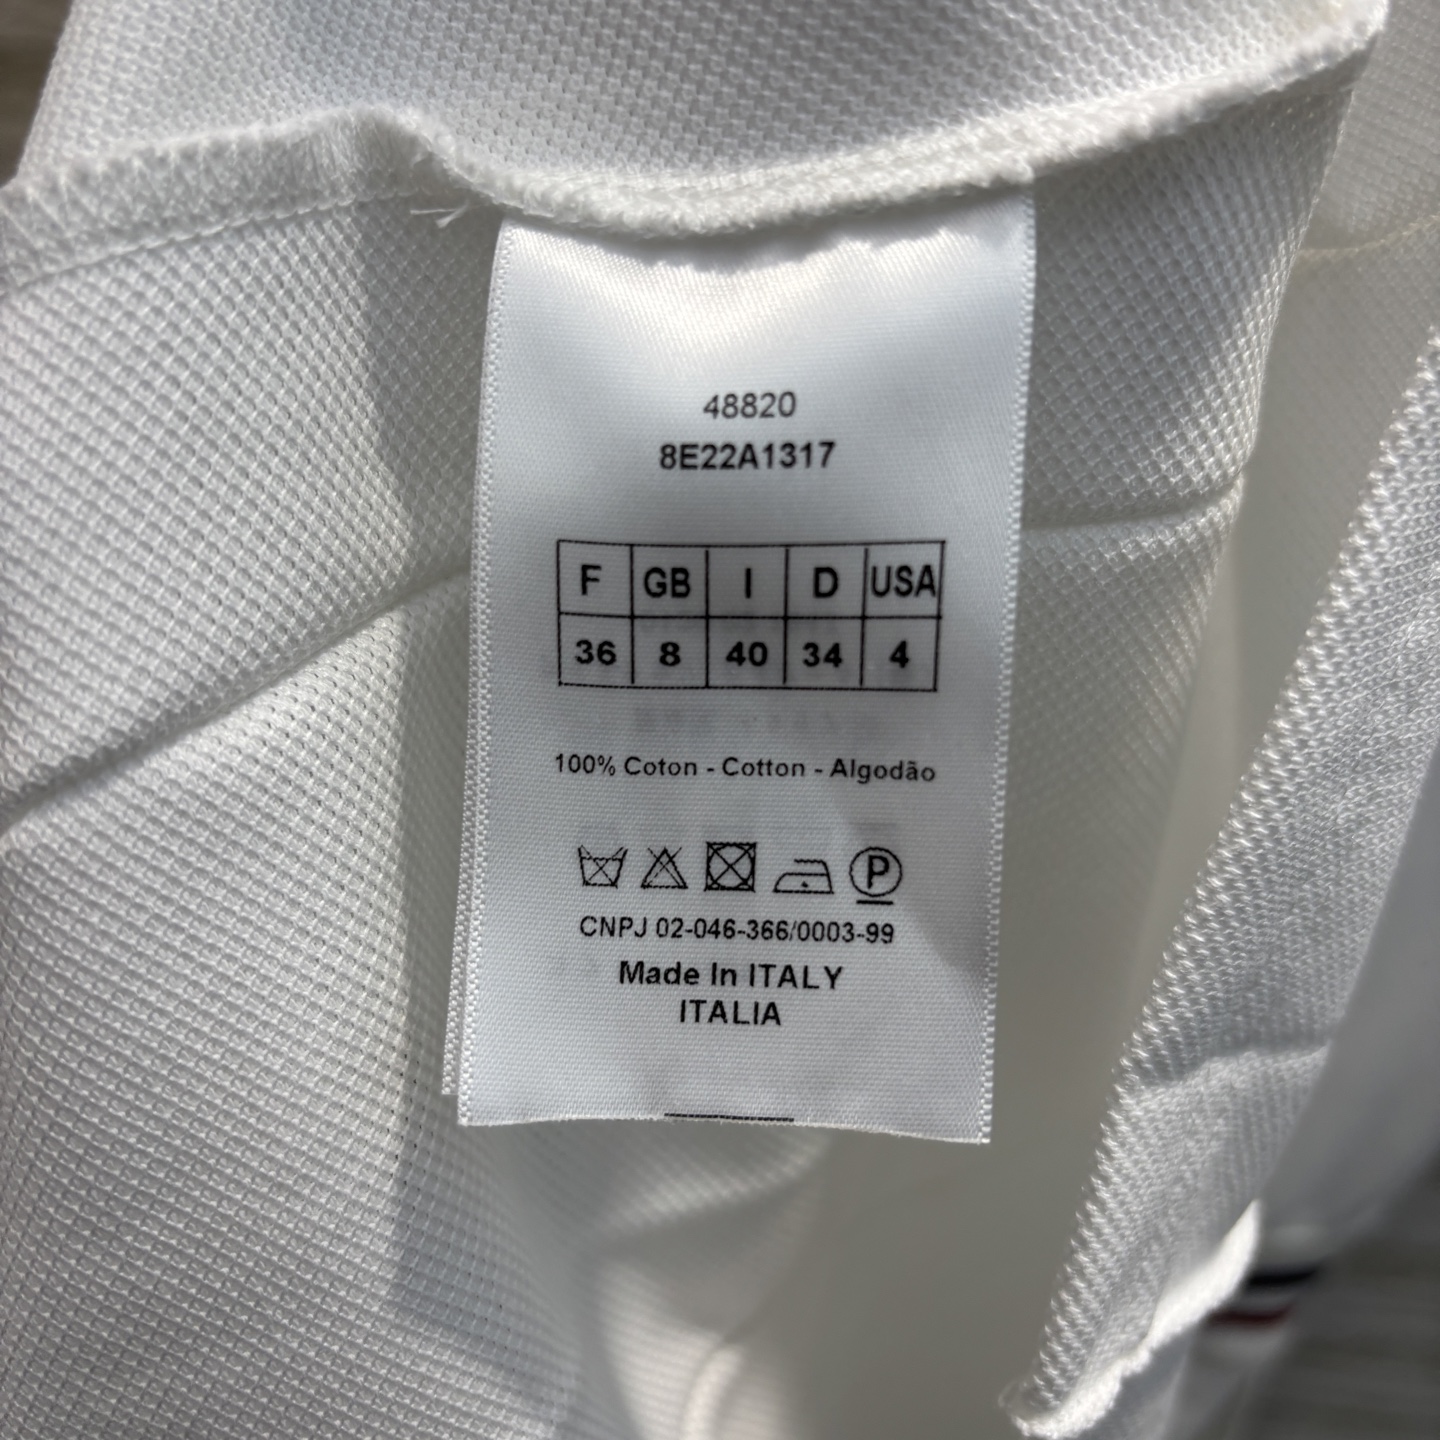 48820
8E22A1317
F GB I D USA
36 8 40 34 4
100% Coton - Cotton - Algodão
P
CNPJ 02-046-366/0003-99
Made In ITALY
ITALIA